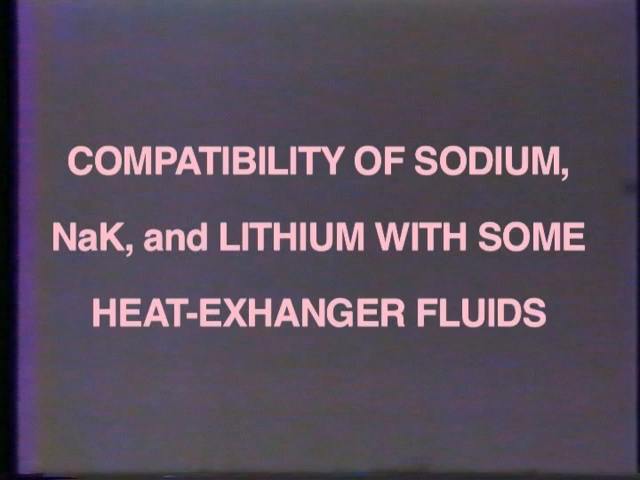 COMPATIBILITY OF SODIUM,
NaK, and LITHIUM WITH SOME
HEAT-EXHANGER FLUIDS